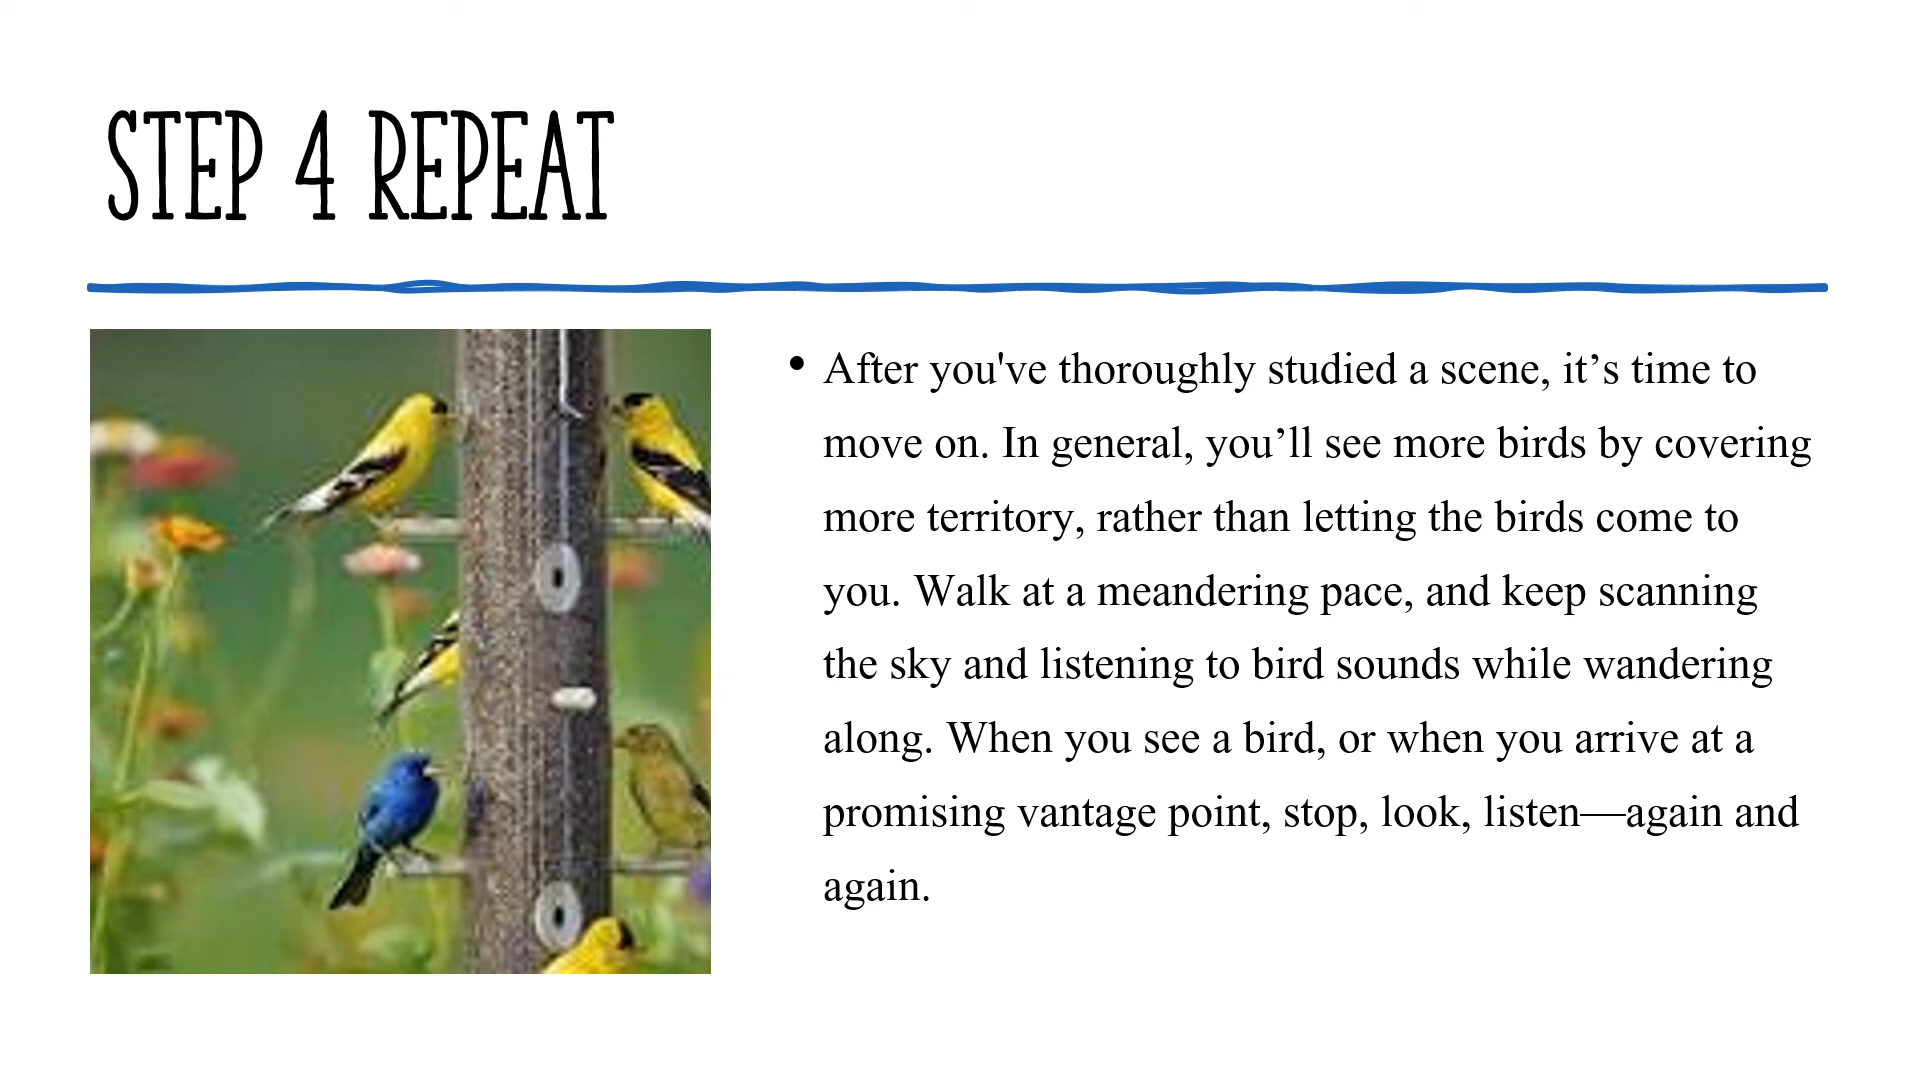 STEP 4 REPEAT
• After you've thoroughly studied a scene, it’s time to
move on. In general, you’ll see more birds by covering
more territory, rather than letting the birds come to
you. Walk at a meandering pace, and keep scanning
the sky and listening to bird sounds while wandering
along. When you see a bird, or when you arrive at a
promising vantage point, stop, look, listen—again and
again.